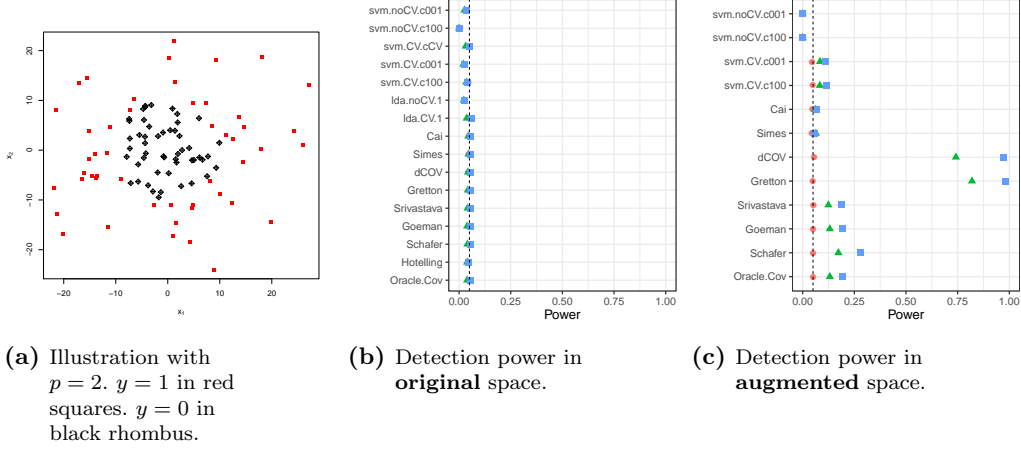 20
10
0
−10
−20
x₂
−20
−10
0
10
20
x₁
svm.noCV.c001
svm.noCV.c100
svm.CV.cCV
svm.CV.c001
svm.CV.c100
lda.noCV.1
lda.CV.1
Cai
Simes
dCOV
Gretton
Srivastava
Goeman
Schafer
Hotelling
Oracle.Cov
0.00 0.25 0.50 0.75 1.00
Power
svm.noCV.c001
svm.noCV.c100
svm.CV.c001
svm.CV.c100
Cai
Simes
dCOV
Gretton
Srivastava
Goeman
Schafer
Oracle.Cov
0.00 0.25 0.50 0.75 1.00
Power
(a) Illustration with
p = 2. y = 1 in red
squares. y = 0 in
black rhombus.
(b) Detection power in
original space.
(c) Detection power in
augmented space.